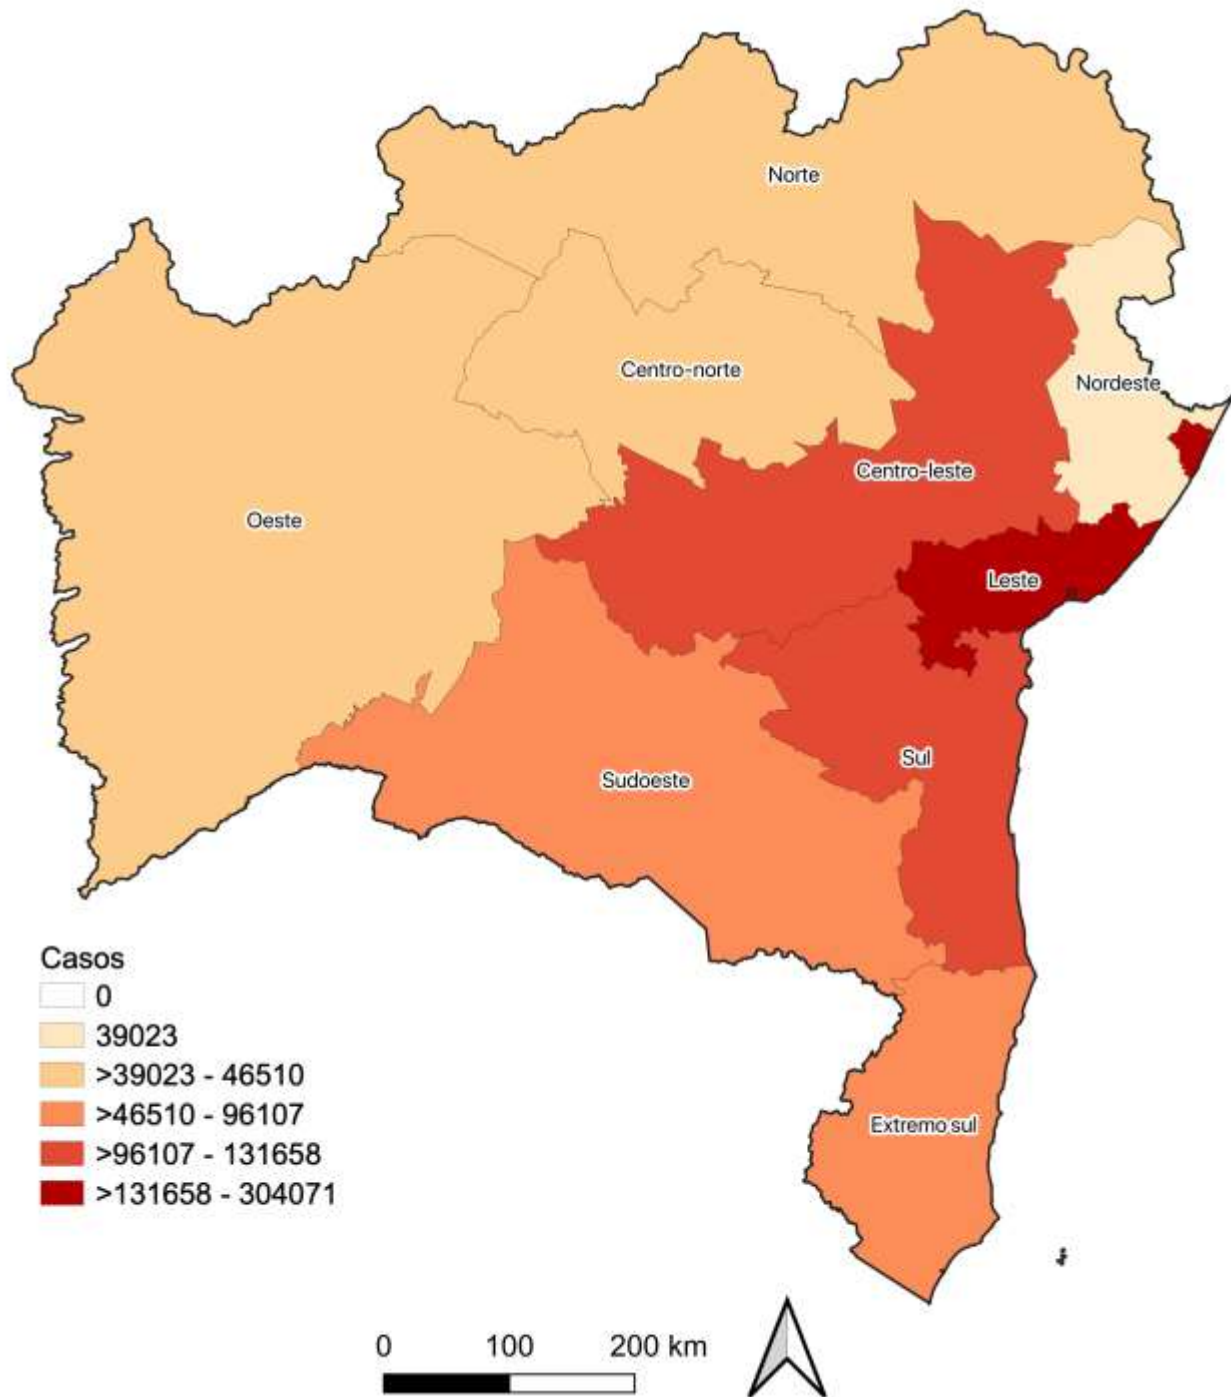 Norte
Centro-norte
Nordeste
Centro-leste
Oeste
Leste
Sul
Sudoeste
Extremo sul
Casos
0
39023
>39023 - 46510
>46510 - 96107
>96107 - 131658
>131658 - 304071
0 100 200 km